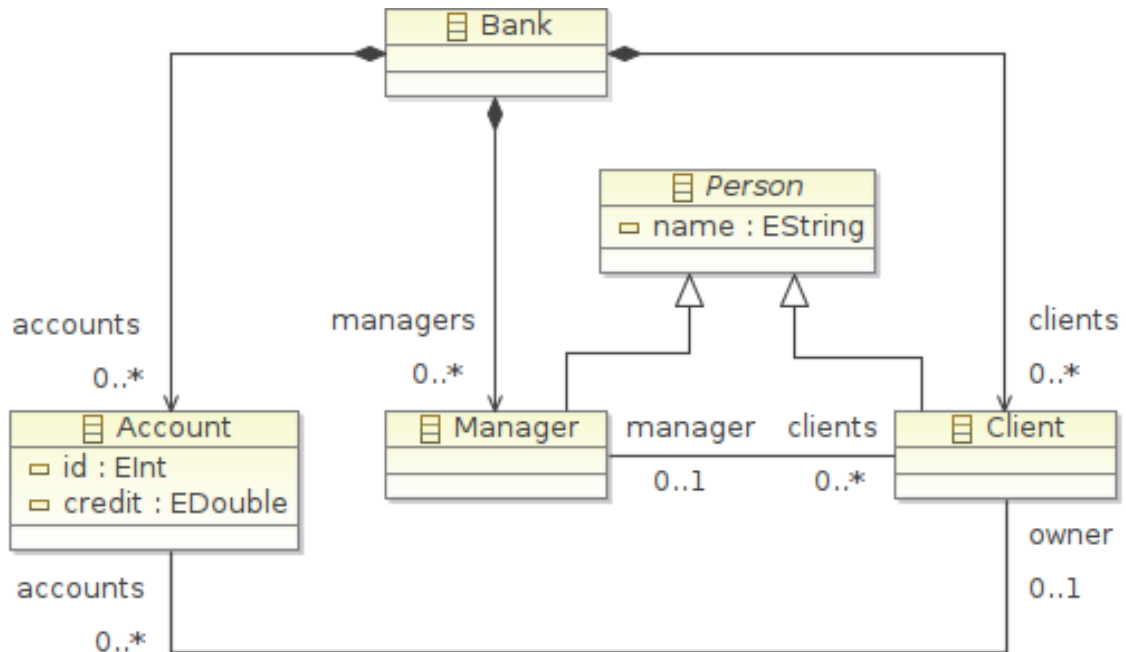 Bank
Person
name : EString
accounts
0..*
managers
0..*
clients
0..*
Account
id : EInt
credit : EDouble
Manager
manager
0..1
clients
0..*
Client
accounts
0..*
owner
0..1